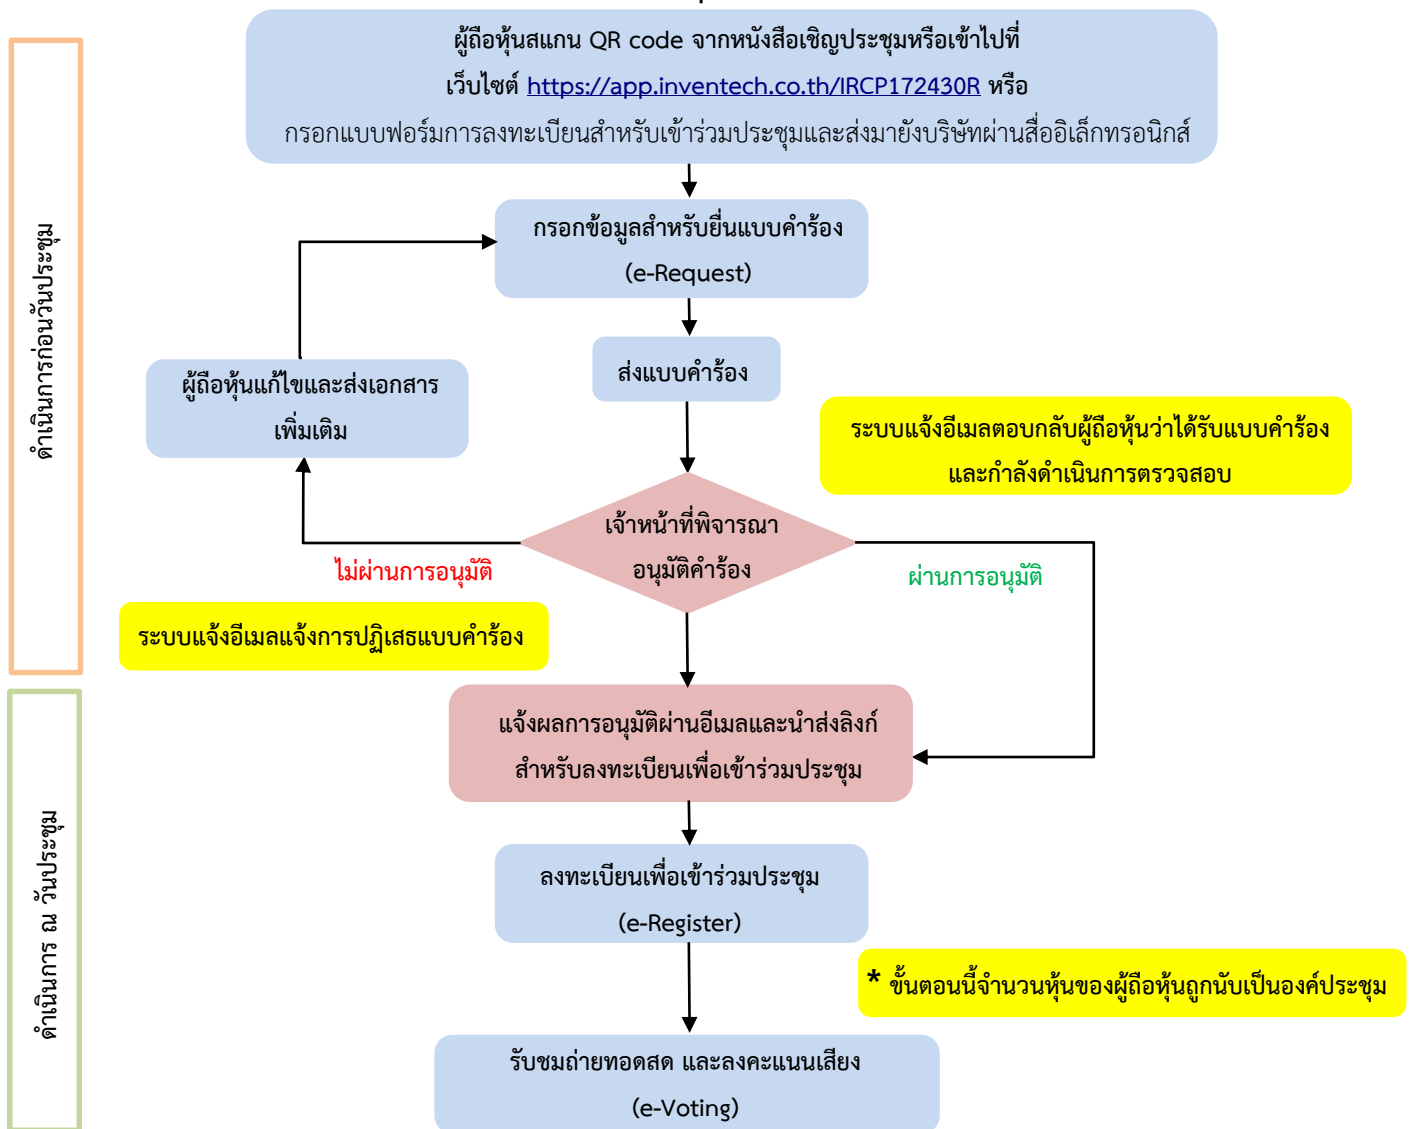 ผู้ถือหุ้นสแกน QR code จากหนังสือเชิญประชุมหรือเข้าไปที่
เว็บไซต์ https://app.inventech.co.th/IRCP172430R หรือ
กรอกแบบฟอร์มการลงทะเบียนสำหรับเข้าร่วมประชุมและส่งมายังบริษัทผ่านสื่ออิเล็กทรอนิกส์
ดำเนินการก่อนวันประชุม
กรอกข้อมูลสำหรับยื่นแบบคำร้อง
(e-Request)
ส่งแบบคำร้อง
ผู้ถือหุ้นแก้ไขและส่งเอกสาร
เพิ่มเติม
ระบบแจ้งอีเมลตอบกลับผู้ถือหุ้นว่าได้รับแบบคำร้อง
และกำลังดำเนินการตรวจสอบ
เจ้าหน้าที่พิจารณา
อนุมัติคำร้อง
ไม่ผ่านการอนุมัติ
ผ่านการอนุมัติ
ระบบแจ้งอีเมลแจ้งการปฏิเสธแบบคำร้อง
แจ้งผลการอนุมัติผ่านอีเมลและนำส่งลิงก์
สำหรับลงทะเบียนเพื่อเข้าร่วมประชุม
ดำเนินการ ณ วันประชุม
ลงทะเบียนเพื่อเข้าร่วมประชุม
(e-Register)
* ขั้นตอนนี้จำนวนหุ้นของผู้ถือหุ้นถูกนับเป็นองค์ประชุม
รับชมถ่ายทอดสด และลงคะแนนเสียง
(e-Voting)